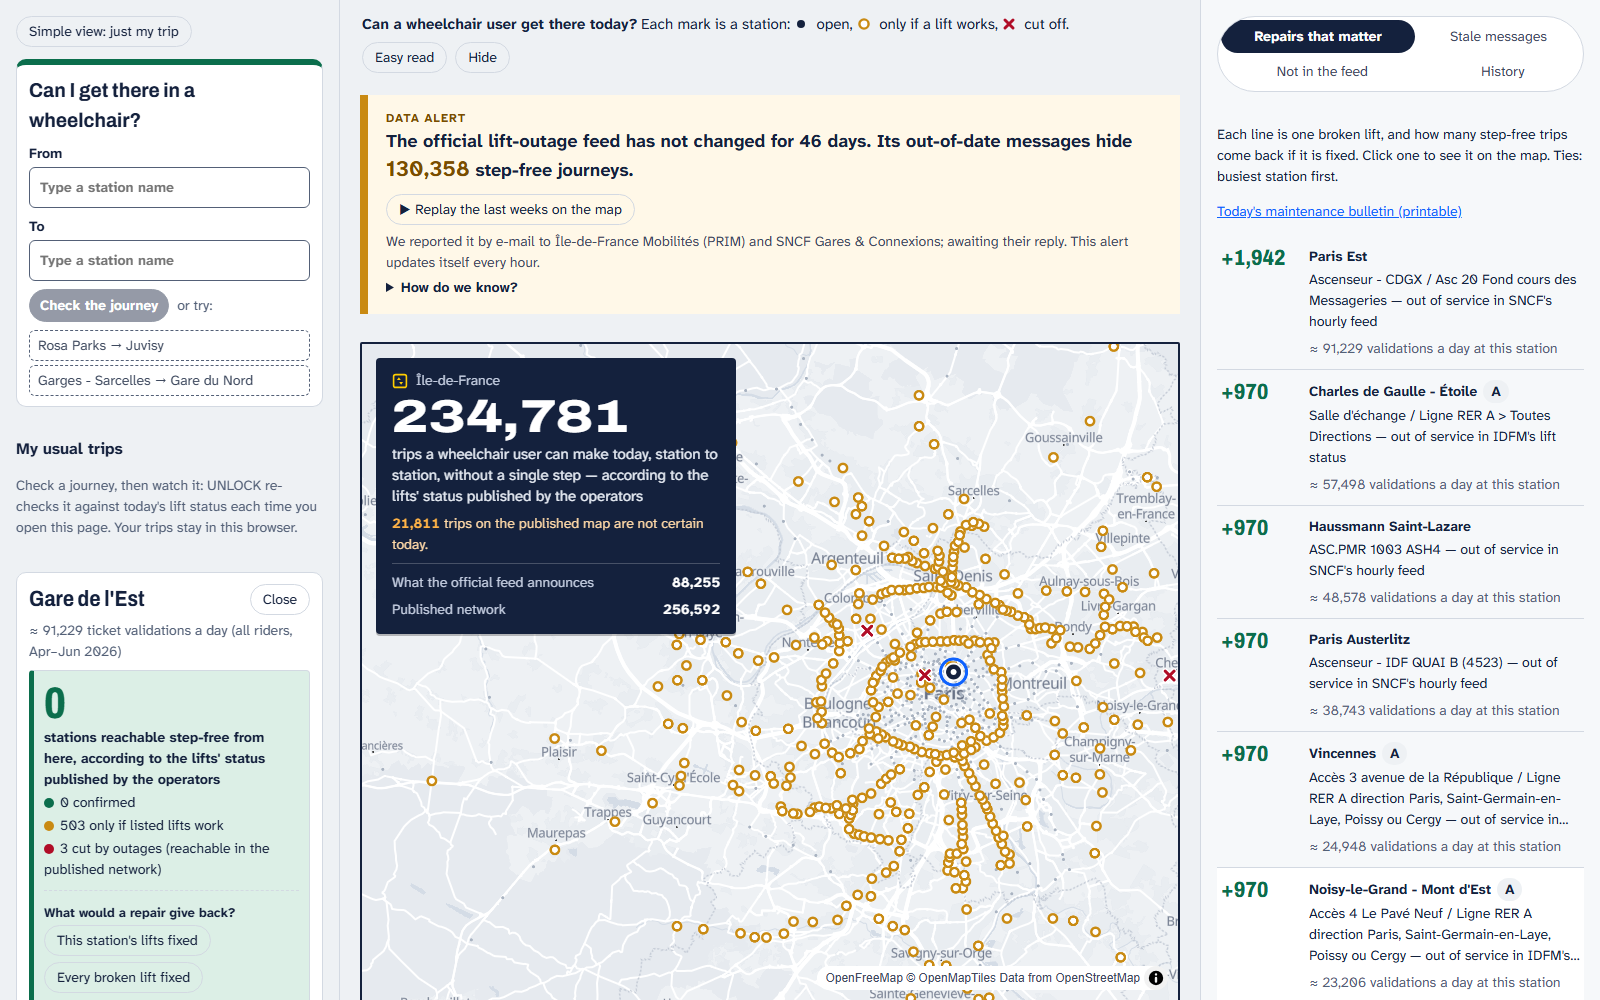 Simple view: just my trip
Can I get there in a
wheelchair?
From
Type a station name
To
Type a station name
Check the journey
or try:
Rosa Parks → Juvisy
Garges - Sarcelles → Gare du Nord
My usual trips
Check a journey, then watch it: UNLOCK re-
checks it against today's lift status each time you
open this page. Your trips stay in this browser.
Gare de l'Est
Close
≈ 91,229 ticket validations a day (all riders,
Apr–Jun 2026)
0
stations reachable step-free from
here, according to the lifts' status
published by the operators
0 confirmed
503 only if listed lifts work
3 cut by outages (reachable in the
published network)
What would a repair give back?
This station's lifts fixed
Every broken lift fixed
Can a wheelchair user get there today? Each mark is a station: open, only if a lift works, cut off.
Easy read
Hide
DATA ALERT
The official lift-outage feed has not changed for 46 days. Its out-of-date messages hide
130,358 step-free journeys.
▶ Replay the last weeks on the map
We reported it by e-mail to Île-de-France Mobilités (PRIM) and SNCF Gares & Connexions; awaiting their reply. This alert
updates itself every hour.
▶ How do we know?
Île-de-France
234,781
trips a wheelchair user can make today, station to
station, without a single step — according to the
lifts' status published by the operators
21,811 trips on the published map are not certain
today.
What the official feed announces 88,255
Published network 256,592
Goussainville
Sarcelles
Tremblay-
en-France
Villepinte
Argenteuil
Aulnay-sous-Bois
Plaisir
Trappes
Guyancourt
Maurepas
Montreuil
Paris
Champigny-
sur-Marne
Savigny-sur-Orge
OpenFreeMap © OpenMapTiles Data from OpenStreetMap
Repairs that matter
Stale messages
Not in the feed
History
Each line is one broken lift, and how many step-free trips
come back if it is fixed. Click one to see it on the map. Ties:
busiest station first.
Today's maintenance bulletin (printable)
+1,942
Paris Est
Ascenseur - CDGX / Asc 20 Fond cours des
Messageries — out of service in SNCF's
hourly feed
≈ 91,229 validations a day at this station
+970
Charles de Gaulle - Étoile A
Salle d'échange / Ligne RER A > Toutes
Directions — out of service in IDFM's lift
status
≈ 57,498 validations a day at this station
+970
Haussmann Saint-Lazare
ASC.PMR 1003 ASH4 — out of service in
SNCF's hourly feed
≈ 48,578 validations a day at this station
+970
Paris Austerlitz
Ascenseur - IDF QUAI B (4523) — out of
service in SNCF's hourly feed
≈ 38,743 validations a day at this station
+970
Vincennes A
Accès 3 avenue de la République / Ligne
RER A direction Paris, Saint-Germain-en-
Laye, Poissy ou Cergy — out of service in...
≈ 24,948 validations a day at this station
+970
Noisy-le-Grand - Mont d'Est A
Accès 4 Le Pavé Neuf / Ligne RER A
direction Paris, Saint-Germain-en-Laye,
Poissy ou Cergy — out of service in IDFM's...
≈ 23,206 validations a day at this station